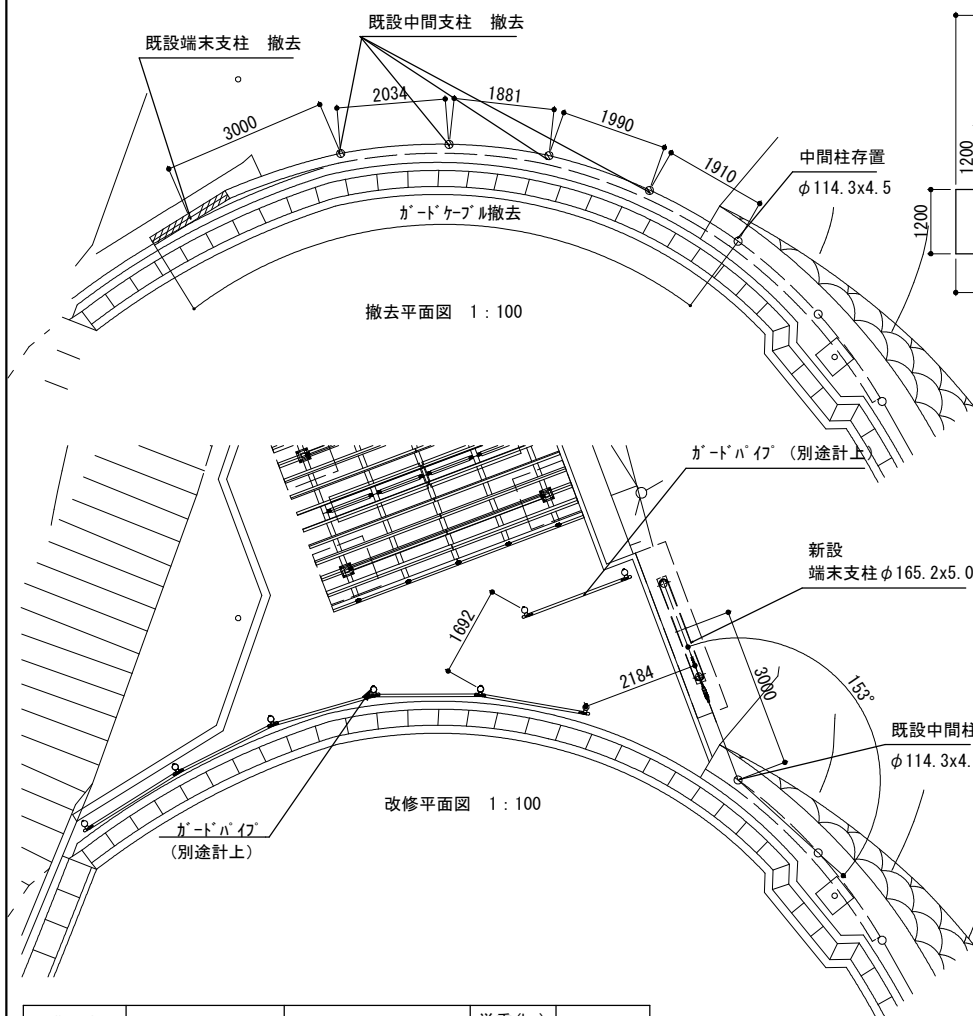 既設端末支柱　撤去
既設中間支柱　撤去
3000
2034
1881
1990
1910
中間柱存置
φ114.3x4.5
1200
1200
ガードケーブル撤去
撤去平面図　1：100
ガードパイプ（別途計上）
新設
端末支柱φ165.2x5.0
1692
2184
3000
153°
既設中間柱
φ114.3x4.
改修平面図　1：100
ガードパイプ
（別途計上）